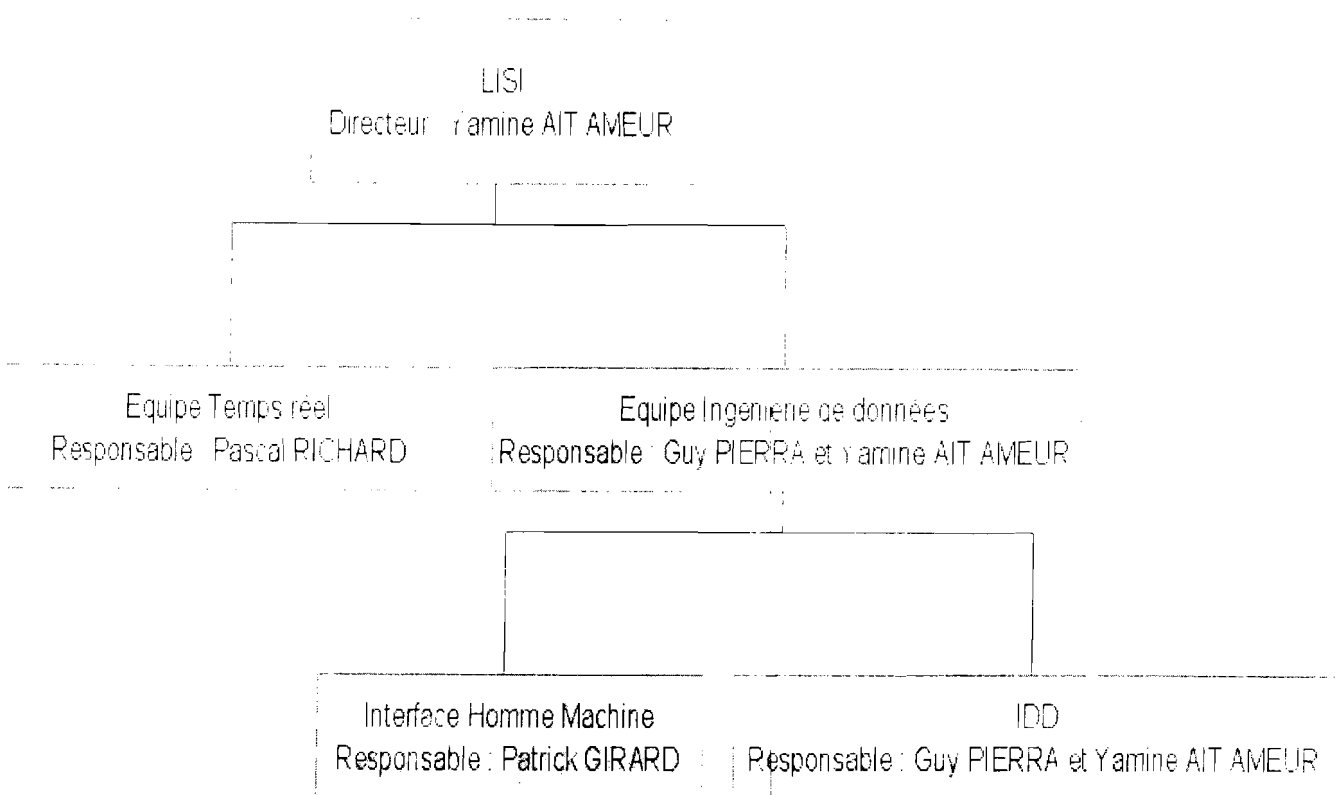 LISI
Directeur Yamine AIT AMEUR
Equipe Temps réel
Responsable : Pascal RICHARD
Equipe Ingenierie de données
Responsable : Guy PIERRA et Yamine AIT AMEUR
Interface Homme Machine
Responsable : Patrick GIRARD
IDD
Responsable : Guy PIERRA et Yamine AIT AMEUR